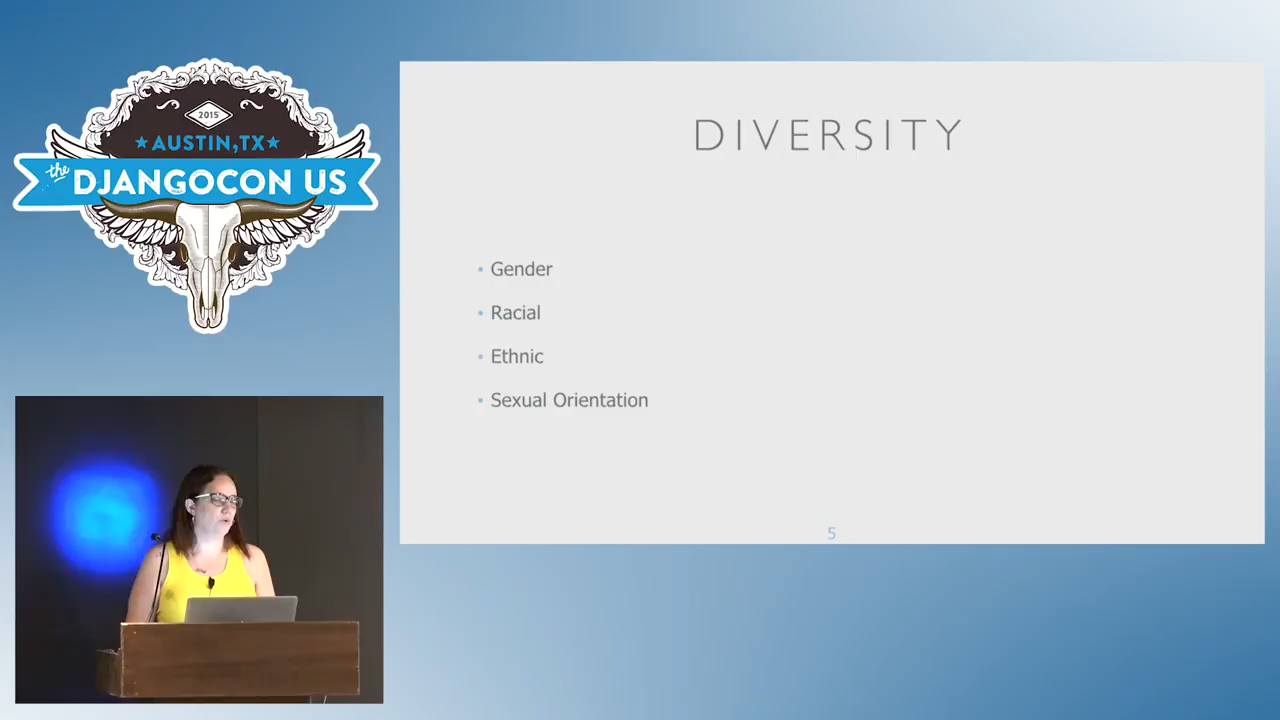 2015
AUSTIN,TX
the
DJANGOCON US
DIVERSITY
• Gender
• Racial
• Ethnic
• Sexual Orientation
5